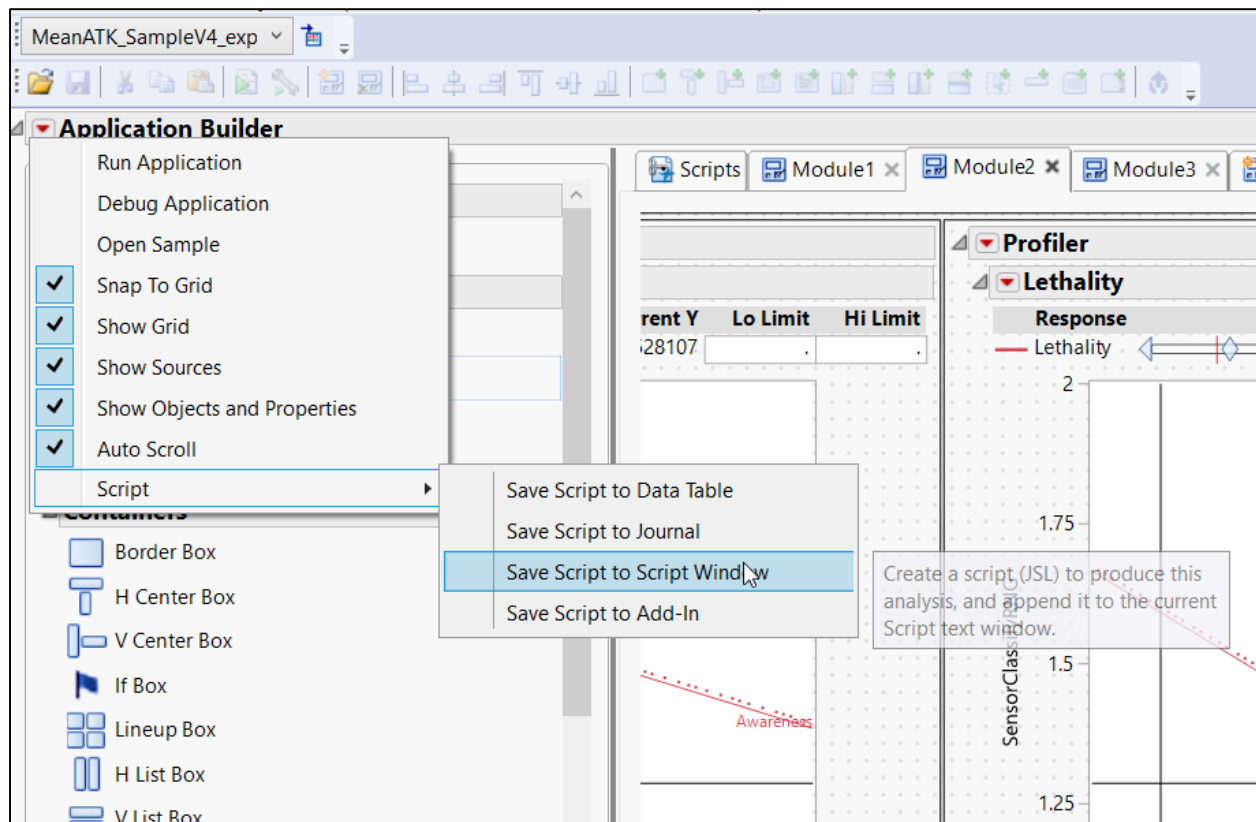 MeanATK_SampleV4_exp
Application Builder
Run Application
Debug Application
Open Sample
Snap To Grid
Show Grid
Show Sources
Show Objects and Properties
Auto Scroll
Script
Save Script to Data Table
Save Script to Journal
Save Script to Script Window
Save Script to Add-In
Create a script (JSL) to produce this
analysis, and append it to the current
Script text window.
Containers
Border Box
H Center Box
V Center Box
If Box
Lineup Box
H List Box
V List Box
Scripts
Module1
Module2
Module3
rent Y Lo Limit Hi Limit
528107 . .
Awareness
Profiler
Lethality
Response
Lethality
2
1.75
1.5
1.25